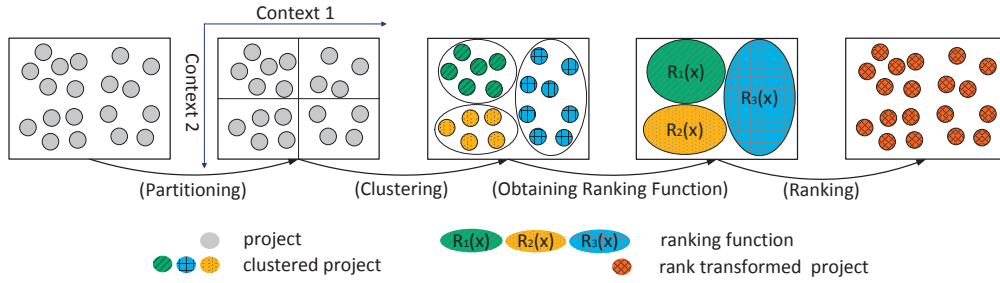 Context 1
Context 2
R1(x)
R2(x)
R3(x)
(Partitioning)
(Clustering)
(Obtaining Ranking Function)
(Ranking)
project
R1(x) R2(x) R3(x) ranking function
clustered project
rank transformed project